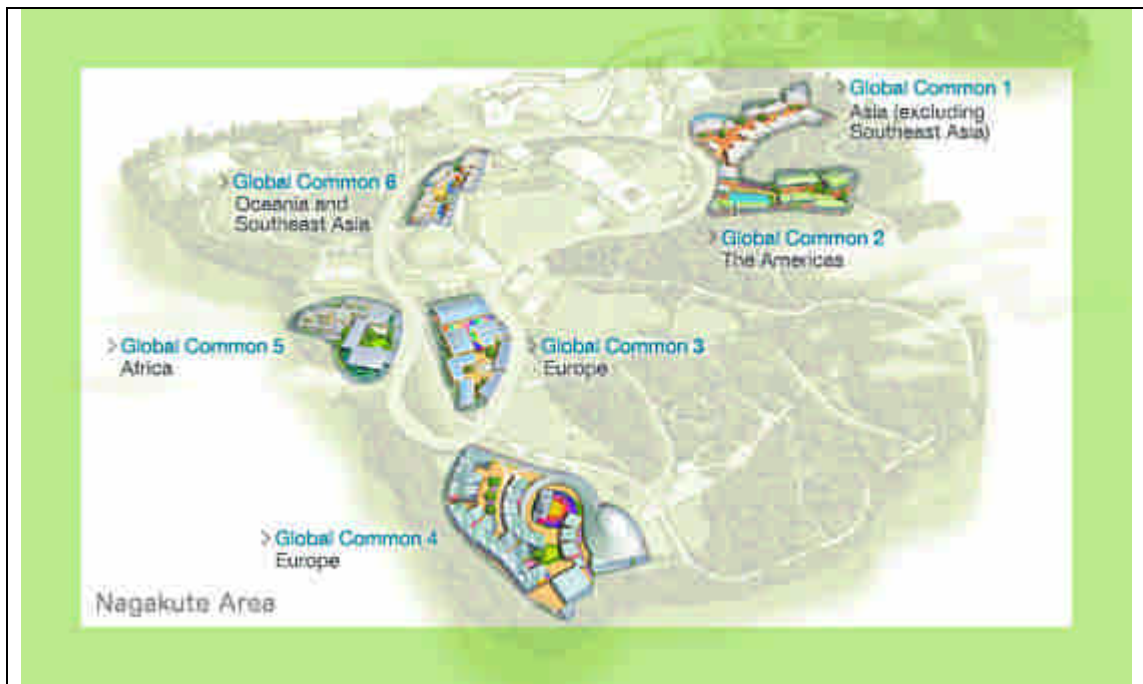 Global Common 1
Asia (excluding
Southeast Asia)
Global Common 6
Oceania and
Southeast Asia
Global Common 2
The Americas
Global Common 5
Africa
Global Common 3
Europe
Global Common 4
Europe
Nagakute Area